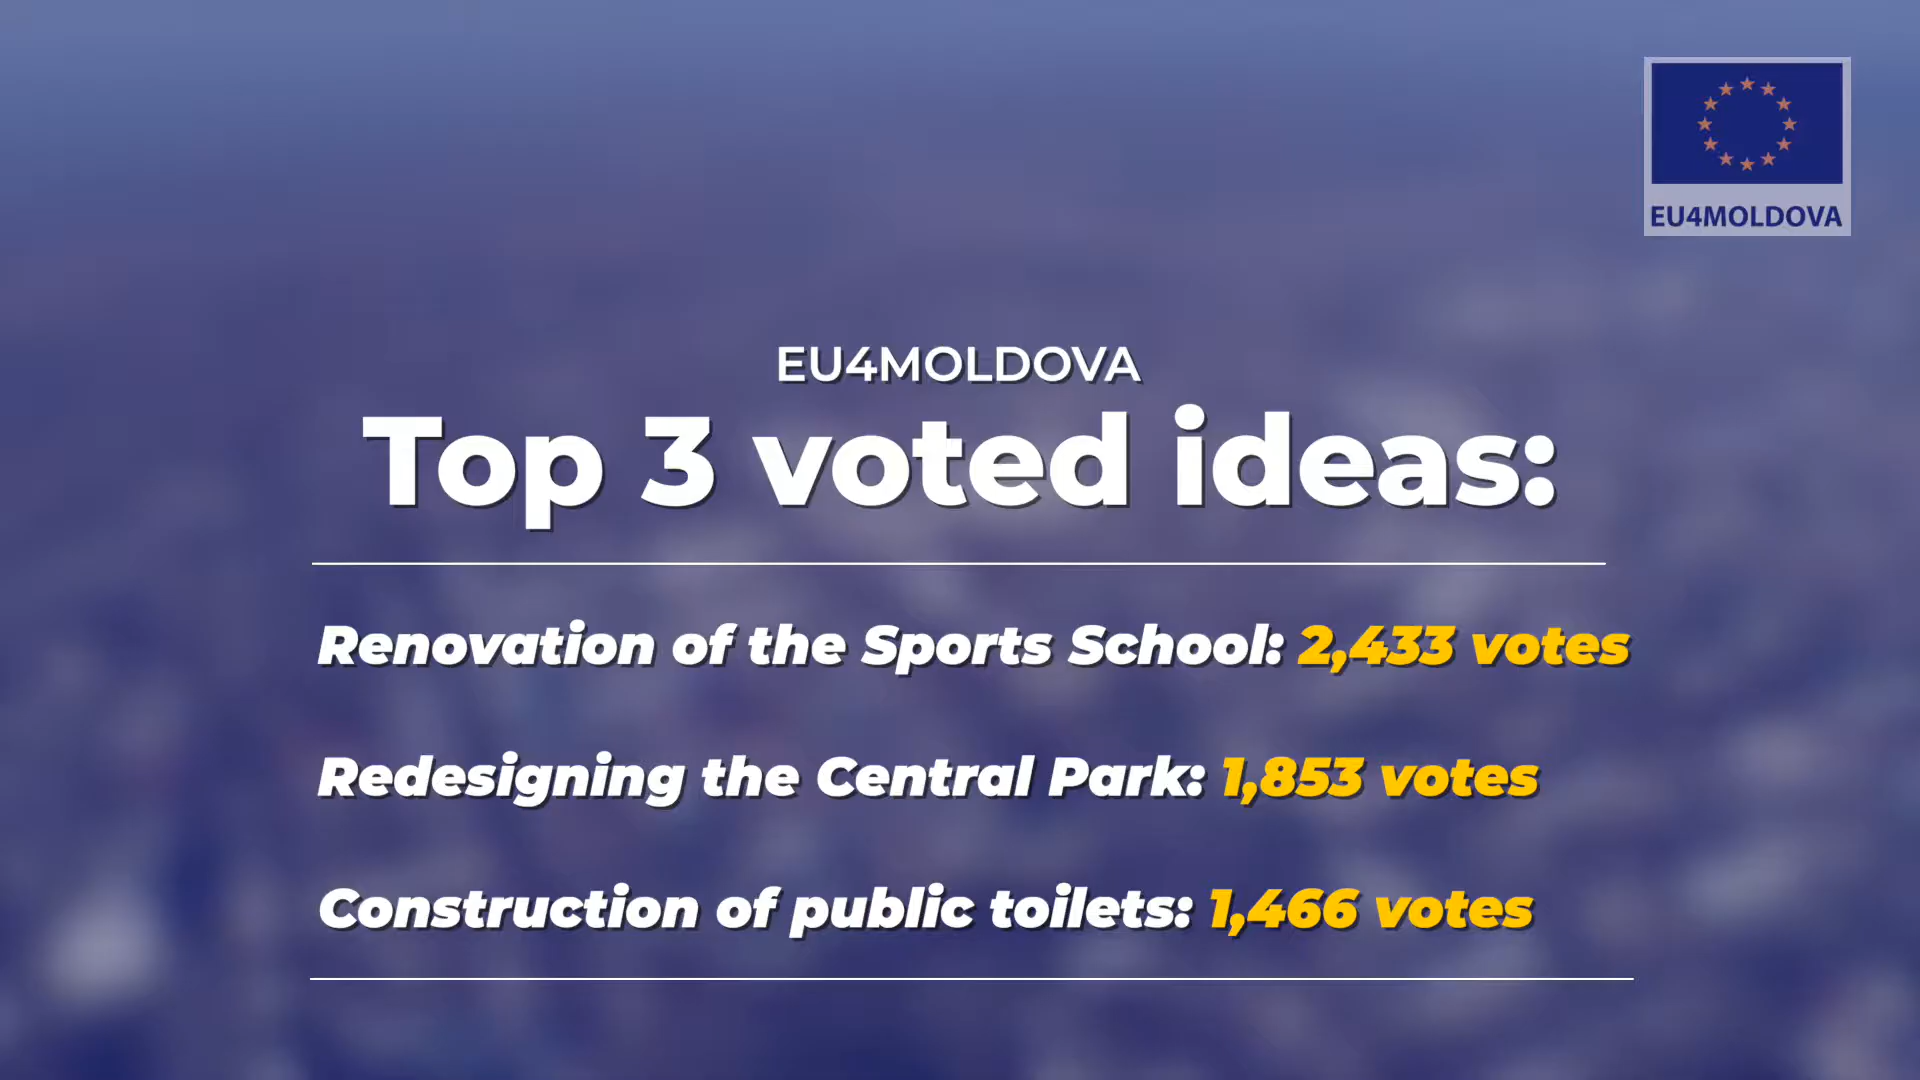 EU4MOLDOVA
EU4MOLDOVA
Top 3 voted ideas:
Renovation of the Sports School: 2,433 votes
Redesigning the Central Park: 1,853 votes
Construction of public toilets: 1,466 votes